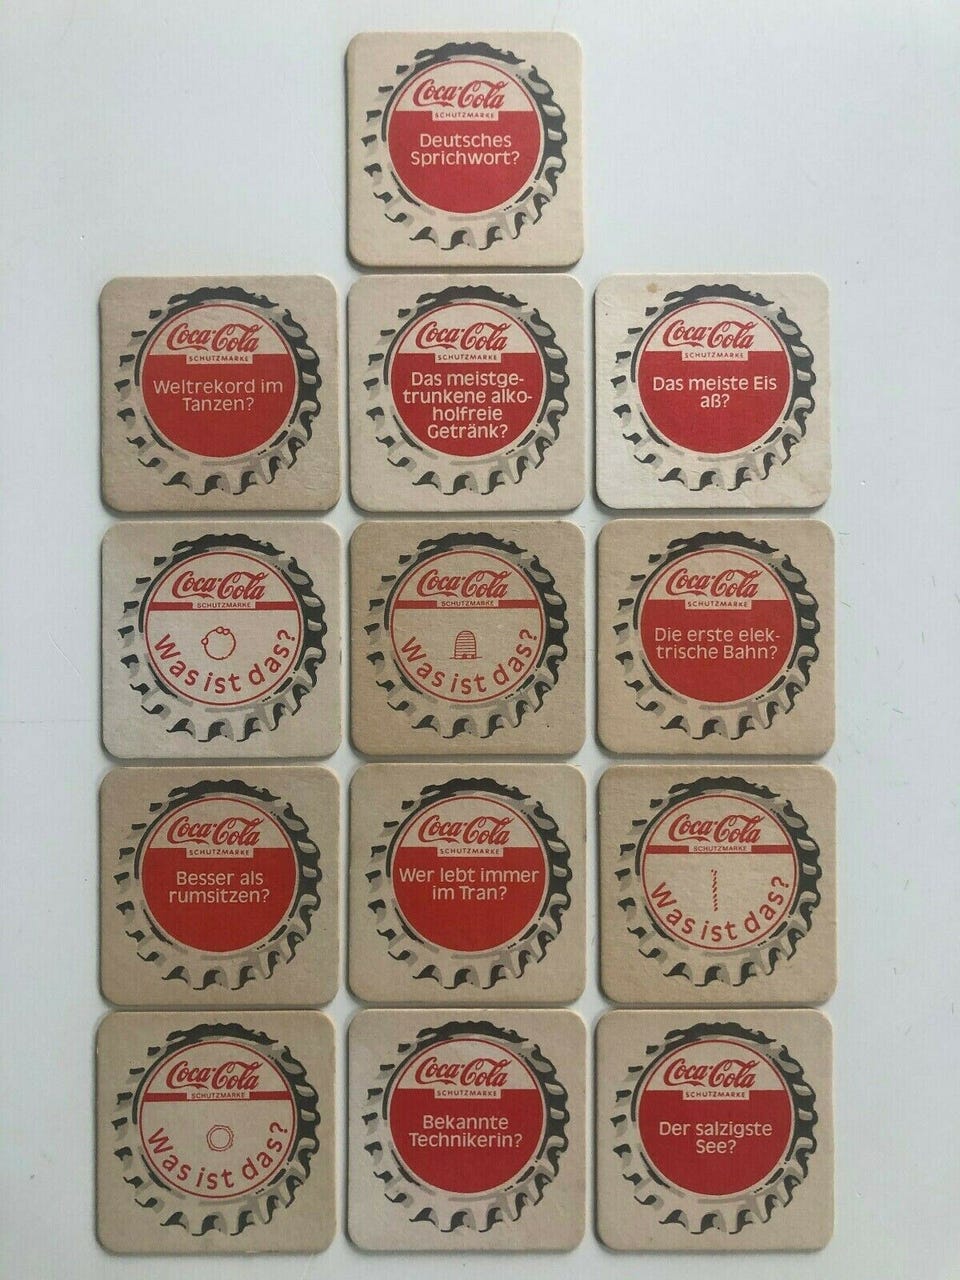 Coca-Cola
SCHUTZMARKE
Deutsches
Sprichwort?
Coca-Cola
SCHUTZMARKE
Weltrekord im
Tanzen?
Coca-Cola
SCHUTZMARKE
Das meistge-
trunkene alko-
holfreie
Getränk?
Coca-Cola
SCHUTZMARKE
Das meiste Eis
aß?
Coca-Cola
SCHUTZMARKE
Was ist das?
Coca-Cola
SCHUTZMARKE
Was ist das?
Coca-Cola
SCHUTZMARKE
Die erste elek-
trische Bahn?
Coca-Cola
SCHUTZMARKE
Besser als
rumsitzen?
Coca-Cola
SCHUTZMARKE
Wer lebt immer
im Tran?
Coca-Cola
SCHUTZMARKE
Was ist das?
Coca-Cola
SCHUTZMARKE
Was ist das?
Coca-Cola
SCHUTZMARKE
Bekannte
Technikerin?
Coca-Cola
SCHUTZMARKE
Der salzigste
See?